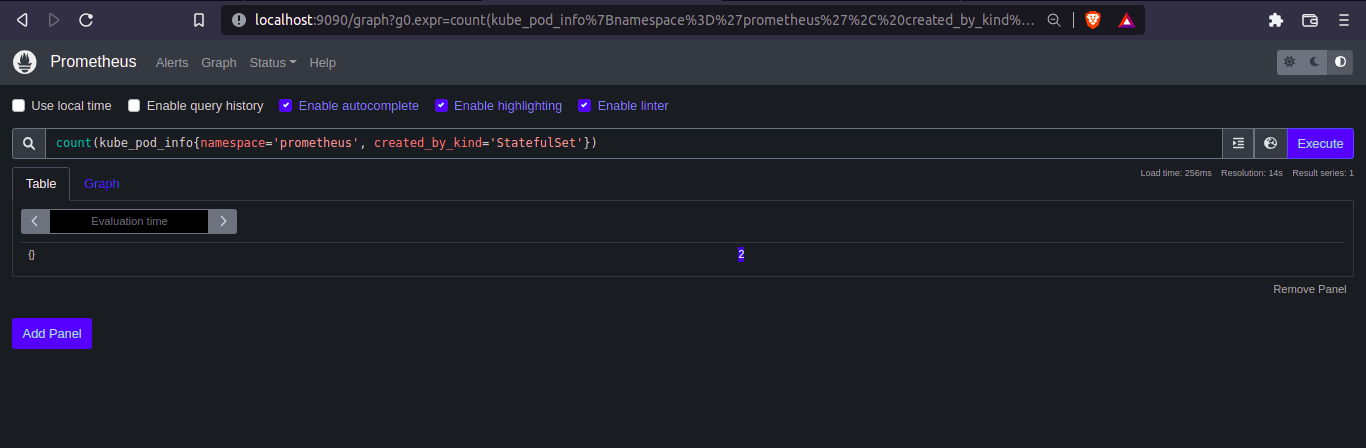 localhost:9090/graph?g0.expr=count(kube_pod_info%7Bnamespace%3D%27prometheus%27%2C%20created_by_kind%...
Prometheus Alerts Graph Status Help
Use local time Enable query history Enable autocomplete Enable highlighting Enable linter
count(kube_pod_info{namespace='prometheus', created_by_kind='StatefulSet'}) Execute
Load time: 256ms Resolution: 14s Result series: 1
Table Graph
Evaluation time
{} 2
Remove Panel
Add Panel